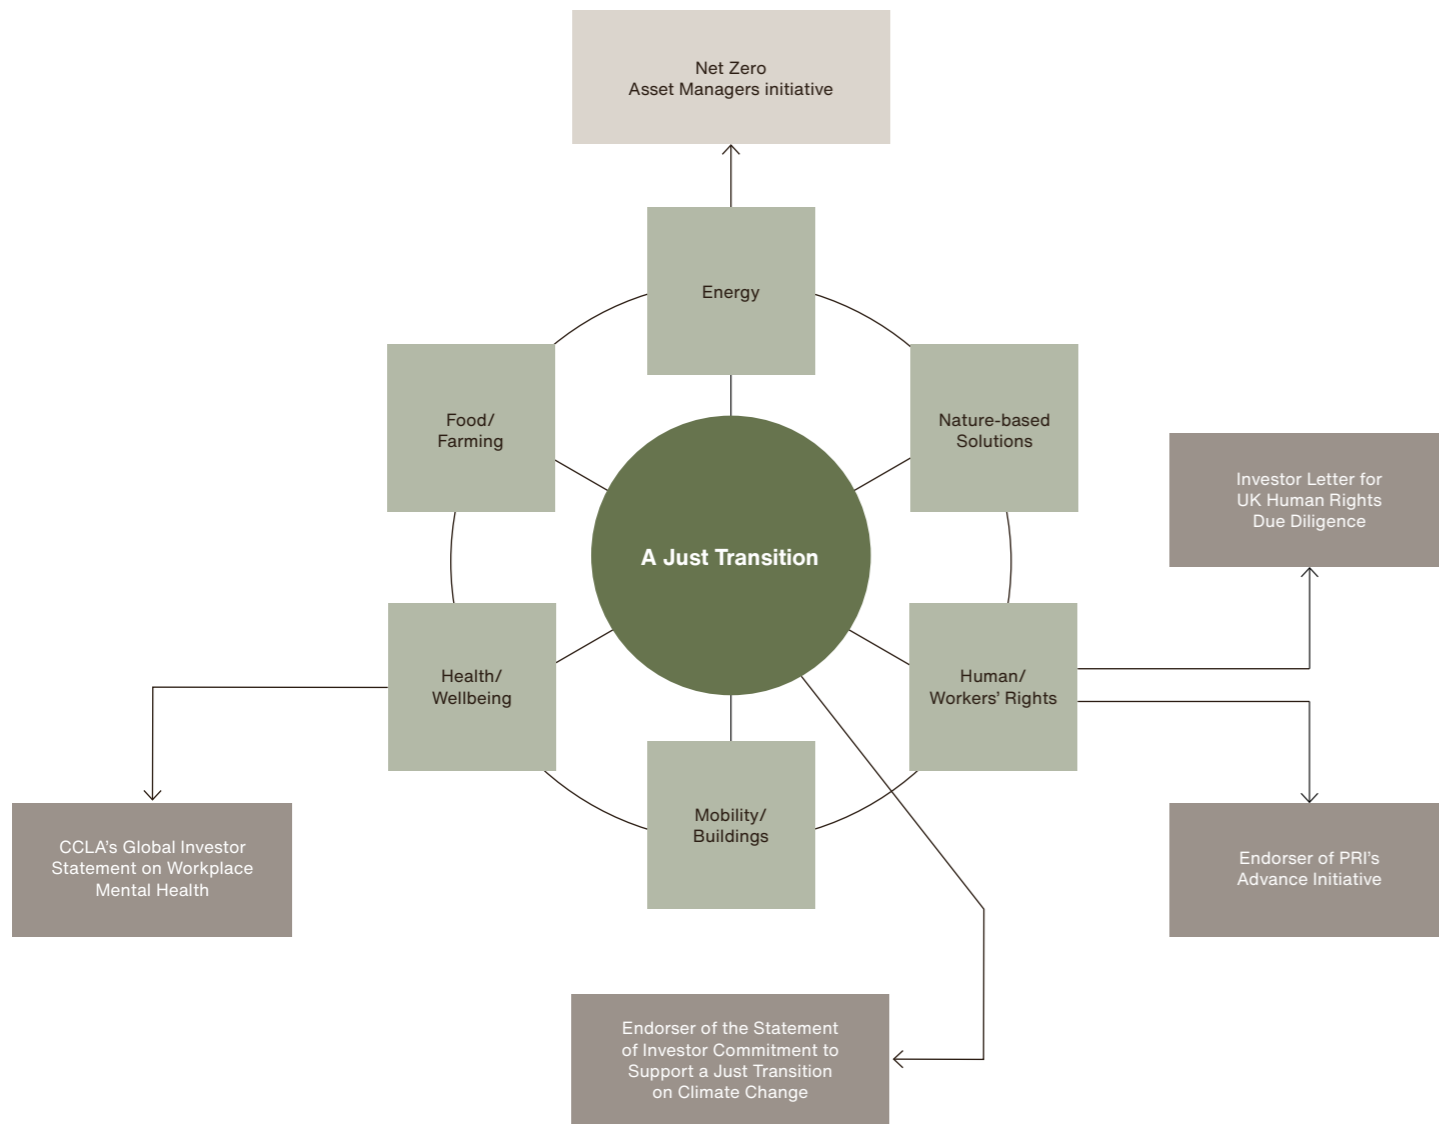 Net Zero
Asset Managers initiative
Energy
Food/
Farming
Nature-based
Solutions
Investor Letter for
UK Human Rights
Due Diligence
A Just Transition
Health/
Wellbeing
Human/
Workers’ Rights
Mobility/
Buildings
CCLA’s Global Investor
Statement on Workplace
Mental Health
Endorser of PRI’s
Advance Initiative
Endorser of the Statement
of Investor Commitment to
Support a Just Transition
on Climate Change